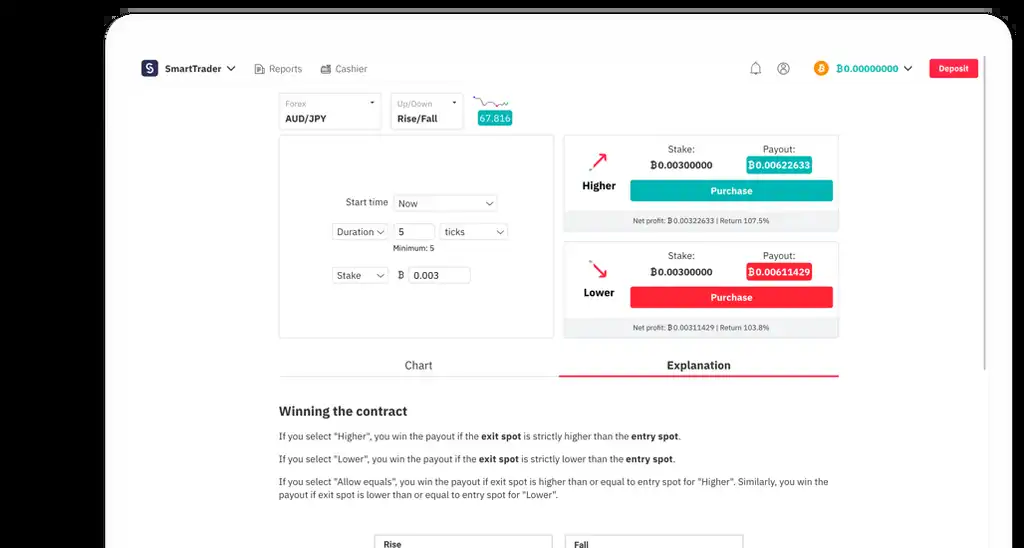 SmartTrader Reports Cashier ₿0.00000000 Deposit
Forex
AUD/JPY
Up/Down
Rise/Fall
67.816
Start time Now
Duration 5 ticks
Minimum: 5
Stake ₿ 0.003
Higher
Stake: Payout:
₿0.00300000 ₿0.00622633
Purchase
Net profit: ₿0.00322633 | Return 107.5%
Lower
Stake: Payout:
₿0.00300000 ₿0.00611429
Purchase
Net profit: ₿0.00311429 | Return 103.8%
Chart Explanation
Winning the contract
If you select "Higher", you win the payout if the exit spot is strictly higher than the entry spot.
If you select "Lower", you win the payout if the exit spot is strictly lower than the entry spot.
If you select "Allow equals", you win the payout if exit spot is higher than or equal to entry spot for "Higher". Similarly, you win the
payout if exit spot is lower than or equal to entry spot for "Lower".
Rise Fall